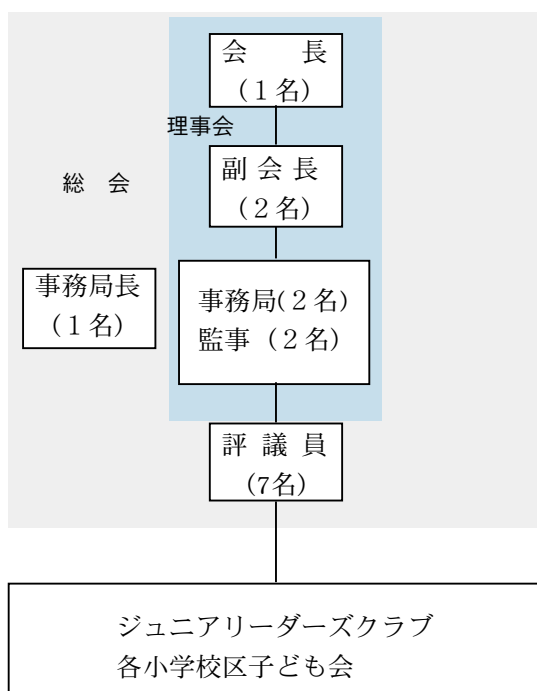 会　　長
（１名）
理事会
副 会 長
（２名）
総　会
事務局長
（１名）
事務局(２名)
監事（２名）
評 議 員
(7名)
ジュニアリーダーズクラブ
各小学校区子ども会